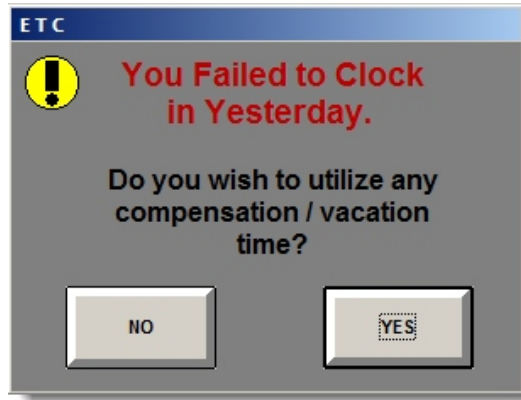 ETC
You Failed to Clock
in Yesterday.
Do you wish to utilize any
compensation / vacation
time?
NO
YES